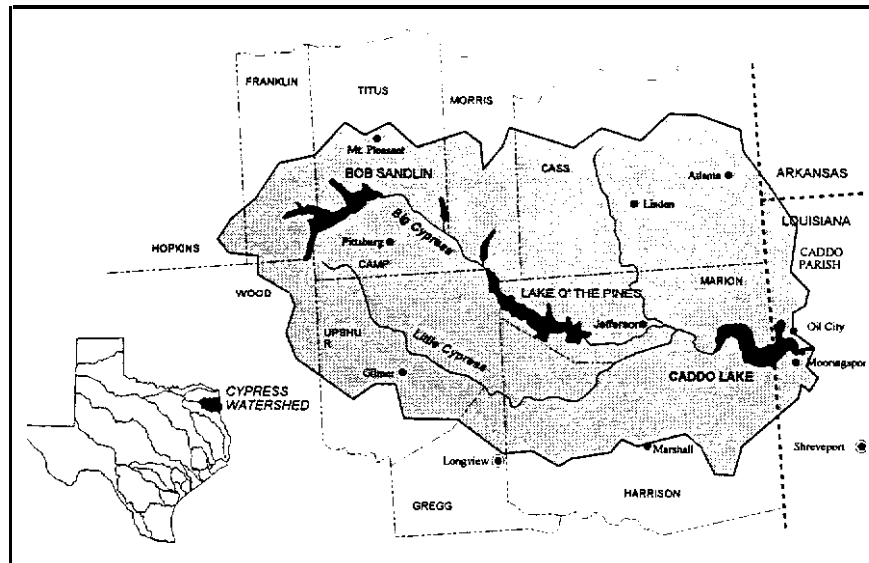 FRANKLIN
TITUS
MORRIS
Mt. Pleasant
CASS
Atlanta
ARKANSAS
BOB SANDLIN
Linden
LOUISIANA
Big Cypress
HOPKINS
Pittsburg
CADDO
PARISH
CAMP
MARION
WOOD
LAKE O' THE PINES
UPSHU
R
Jefferson
Oil City
Little Cypress
Mooringsport
Gilmer
CADDO LAKE
CYPRESS
WATERSHED
Longview
Marshall
Shreveport
HARRISON
GREGG